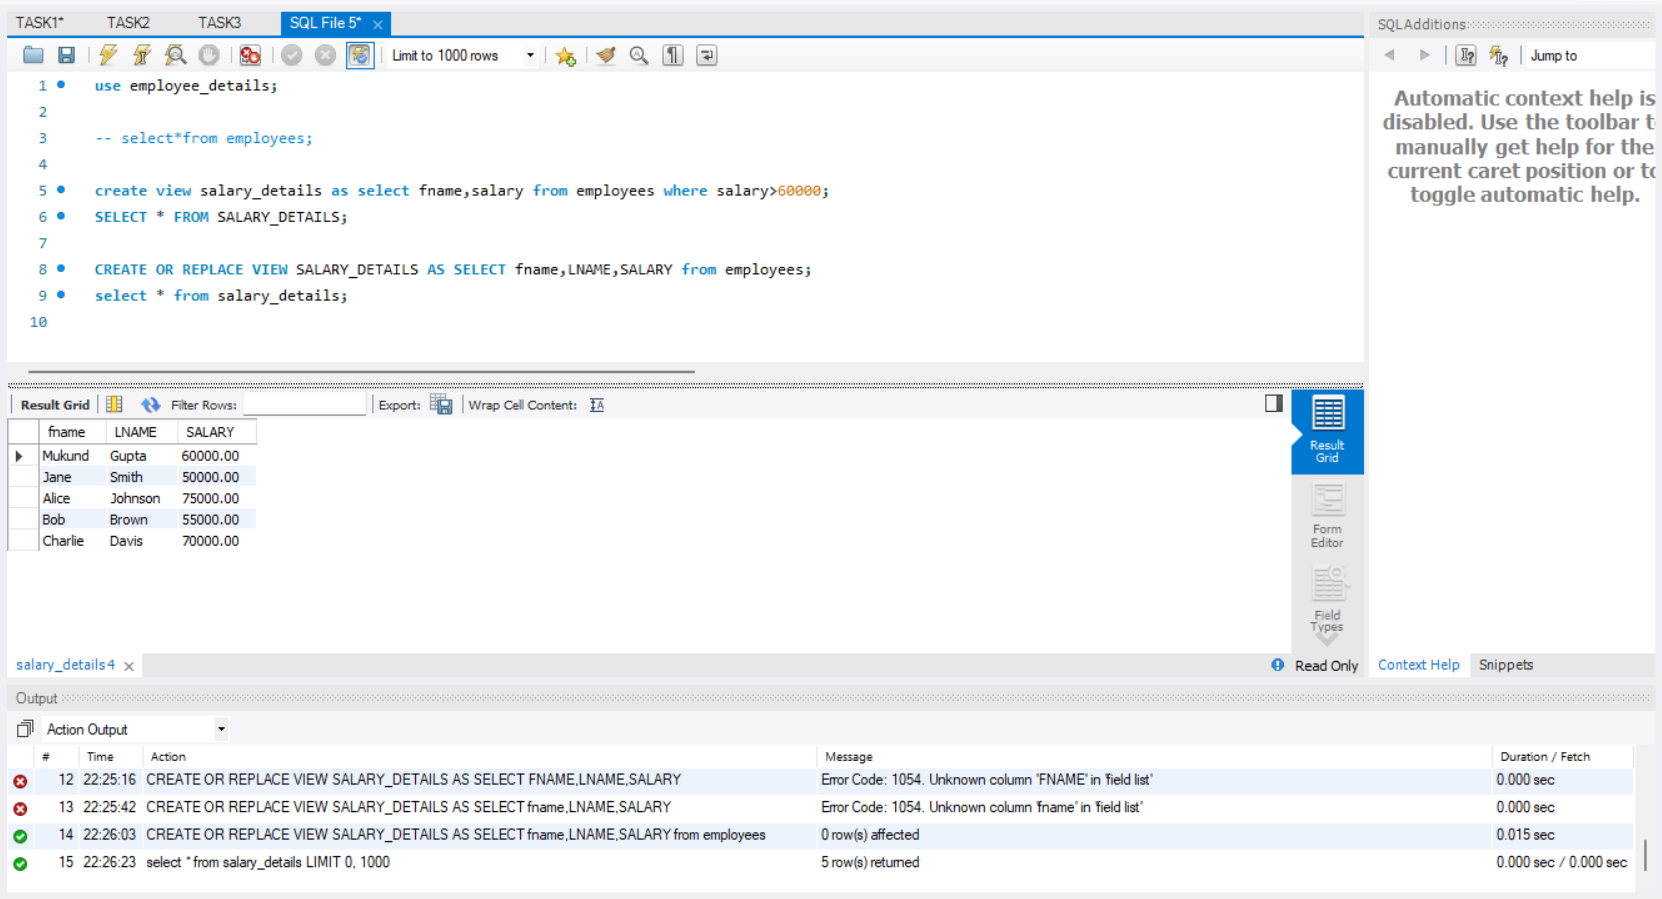 TASK1* TASK2 TASK3 SQL File 5* ×
SQLAdditions
Limit to 1000 rows
Jump to
1 use employee_details;
2
3 -- select*from employees;
4
5 create view salary_details as select fname,salary from employees where salary>60000;
6 SELECT * FROM SALARY_DETAILS;
7
8 CREATE OR REPLACE VIEW SALARY_DETAILS AS SELECT fname,LNAME,SALARY from employees;
9 select * from salary_details;
10
Automatic context help is
disabled. Use the toolbar
manually get help for the
current caret position or
toggle automatic help.
Result Grid Filter Rows: Export: Wrap Cell Content:
fname LNAME SALARY
Mukund Gupta 60000.00
Jane Smith 50000.00
Alice Johnson 75000.00
Bob Brown 55000.00
Charlie Davis 70000.00
Result
Grid
Form
Editor
Field
Types
salary_details4 × Read Only Context Help Snippets
Output
Action Output
# Time Action Message Duration / Fetch
12 22:25:16 CREATE OR REPLACE VIEW SALARY_DETAILS AS SELECT FNAME,LNAME,SALARY Error Code: 1054. Unknown column 'FNAME' in 'field list' 0.000 sec
13 22:25:42 CREATE OR REPLACE VIEW SALARY_DETAILS AS SELECT fname,LNAME,SALARY Error Code: 1054. Unknown column 'fname' in 'field list' 0.000 sec
14 22:26:03 CREATE OR REPLACE VIEW SALARY_DETAILS AS SELECT fname,LNAME,SALARY from employees 0 row(s) affected 0.015 sec
15 22:26:23 select * from salary_details LIMIT 0, 1000 5 row(s) returned 0.000 sec / 0.000 sec